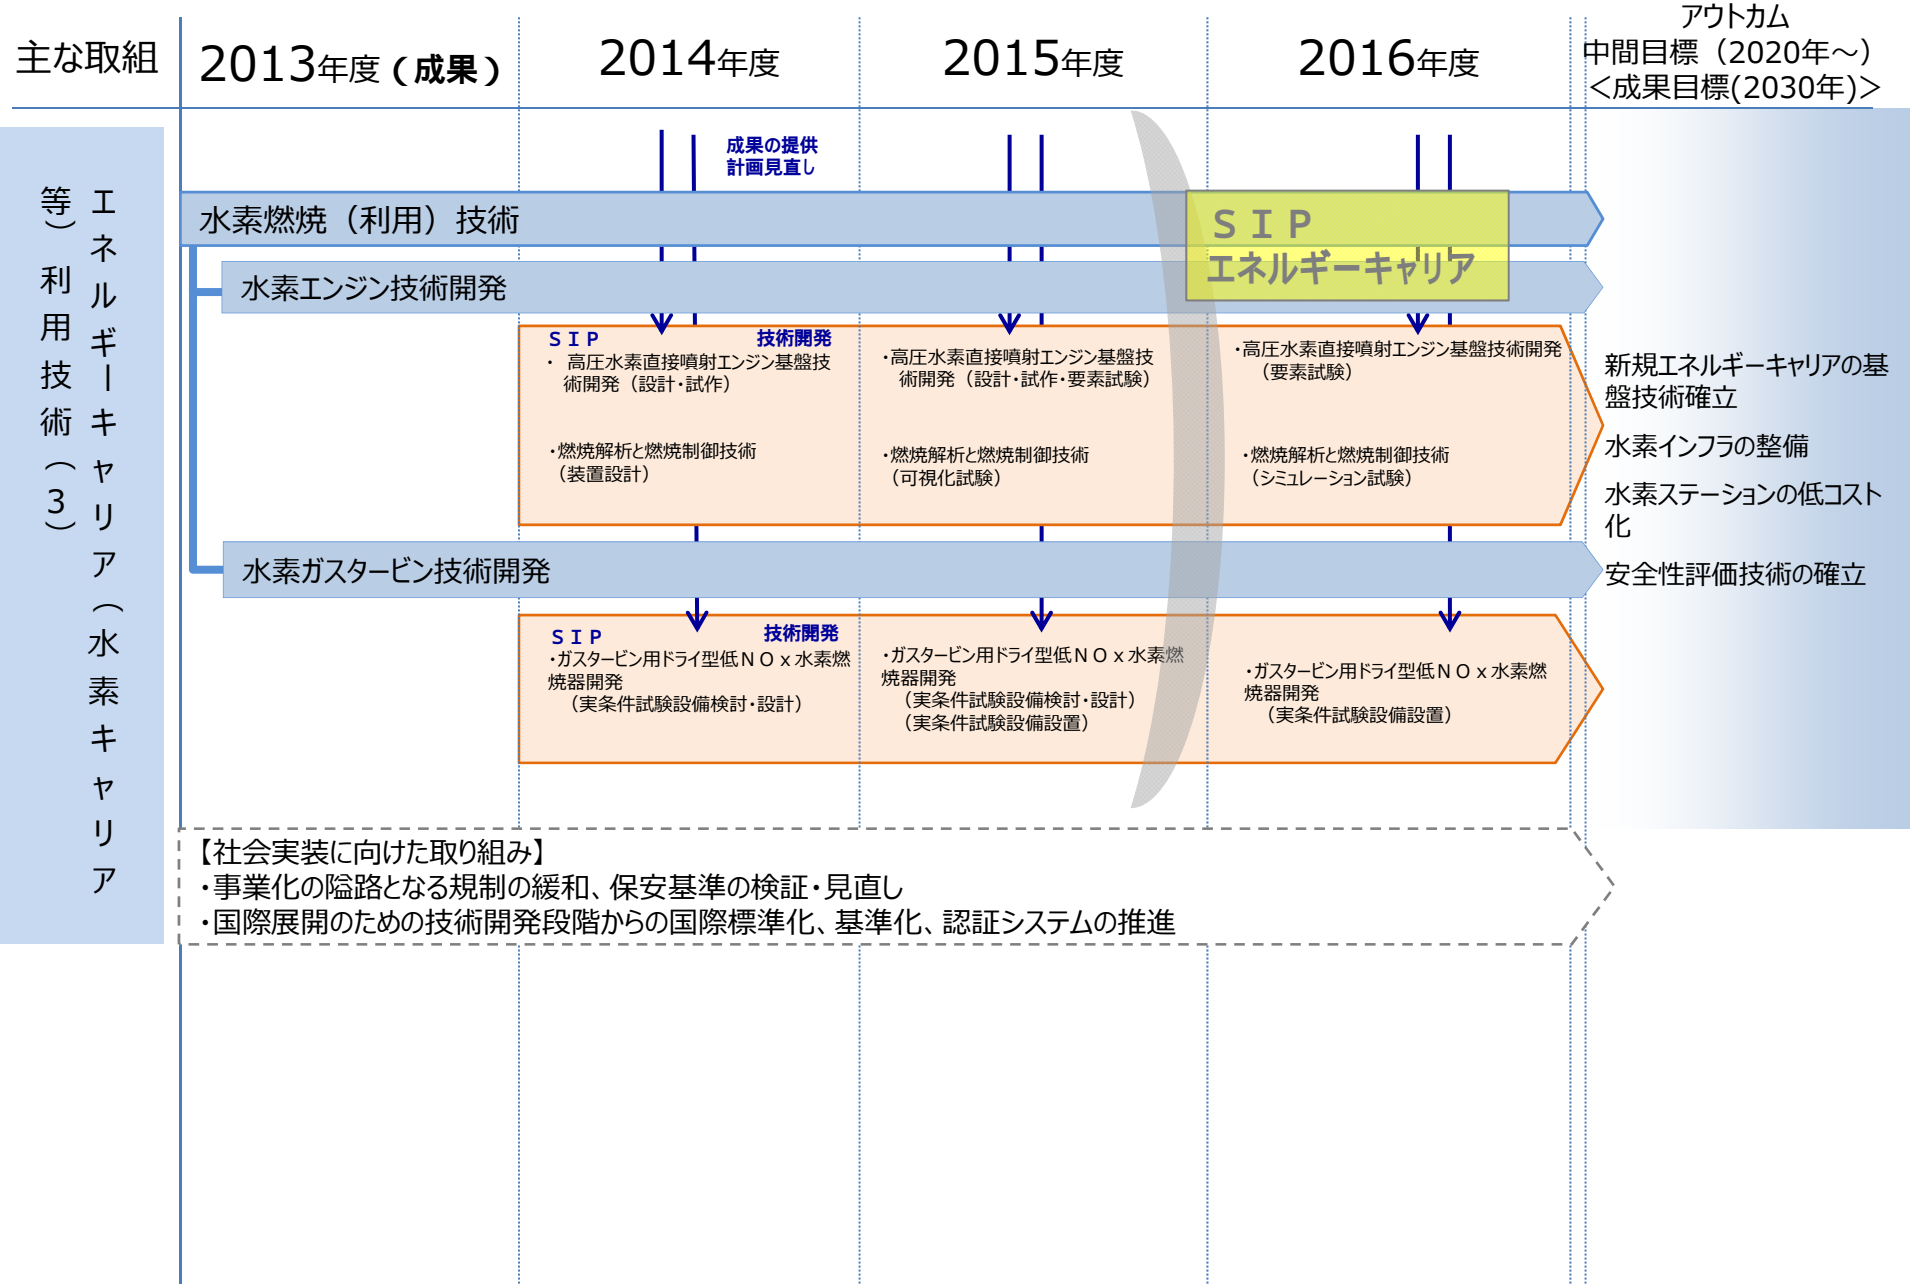 主な取組
2013年度(成果)
2014年度
2015年度
2016年度
アウトカム
中間目標（2020年～）
＜成果目標(2030年)＞
エネルギーキャリア（水素キャリア
等）利用技術（3）
成果の提供
計画見直し
水素燃焼（利用）技術
ＳＩＰ
エネルギーキャリア
水素エンジン技術開発
ＳＩＰ
技術開発
・ 高圧水素直接噴射エンジン基盤技
術開発（設計・試作）
・燃焼解析と燃焼制御技術
（装置設計）
・高圧水素直接噴射エンジン基盤技
術開発（設計・試作・要素試験）
・燃焼解析と燃焼制御技術
（可視化試験）
・高圧水素直接噴射エンジン基盤技術開発
（要素試験）
・燃焼解析と燃焼制御技術
（シミュレーション試験）
新規エネルギーキャリアの基
盤技術確立
水素インフラの整備
水素ステーションの低コスト
化
安全性評価技術の確立
水素ガスタービン技術開発
ＳＩＰ
技術開発
・ガスタービン用ドライ型低ＮＯｘ水素燃
焼器開発
（実条件試験設備検討・設計）
・ガスタービン用ドライ型低ＮＯｘ水素燃
焼器開発
（実条件試験設備検討・設計）
（実条件試験設備設置）
・ガスタービン用ドライ型低ＮＯｘ水素燃
焼器開発
（実条件試験設備設置）
【社会実装に向けた取り組み】
・事業化の隘路となる規制の緩和、保安基準の検証・見直し
・国際展開のための技術開発段階からの国際標準化、基準化、認証システムの推進